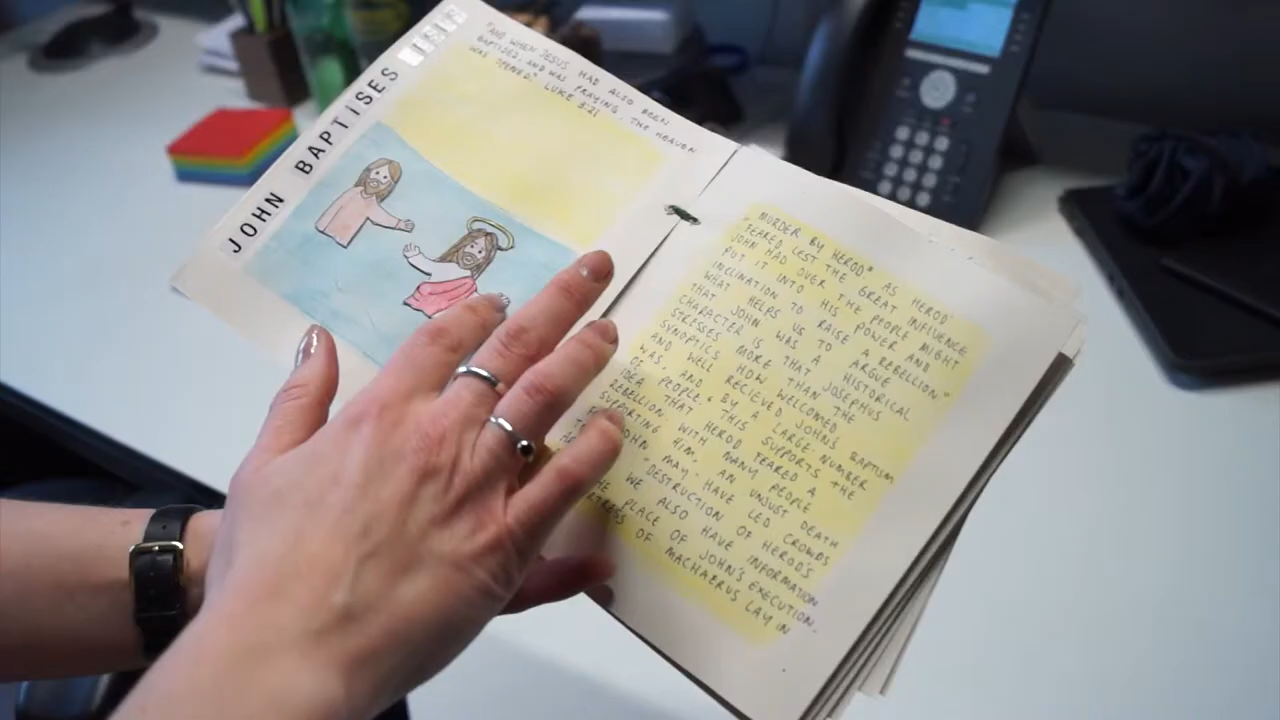 JOHN BAPTISES
"AND WHEN JESUS HAD ALSO BEEN
BAPTISED, AND WAS PRAYING, THE HEAVEN
WAS OPENED." LUKE 3:21
MURDER BY HEROD"
"FEARED LEST THE GREAT INFLUENCE
JOHN HAD OVER THE PEOPLE MIGHT
PUT IT INTO HIS POWER AND
INCLINATION TO RAISE A REBELLION."
WHAT HELPS US TO ARGUE
THAT JOHN WAS A HISTORICAL
CHARACTER IS THAT JOSEPHUS
STRESSES MORE THAN THE
SYNOPTICS HOW WELCOMED
AND WELL RECIEVED JOHN'S BAPTISM
WAS, AND BY A LARGE NUMBER
OF PEOPLE. THIS SUPPORTS THE
IDEA THAT HEROD FEARED A
REBELLION WITH MANY PEOPLE
SUPPORTING HIM. AN UNJUST DEATH
JOHN MAY HAVE LED CROWDS
"DESTRUCTION OF HEROD'S
WE ALSO HAVE INFORMATION
PLACE OF JOHN'S EXECUTION.
OF MACHAERUS LAY IN